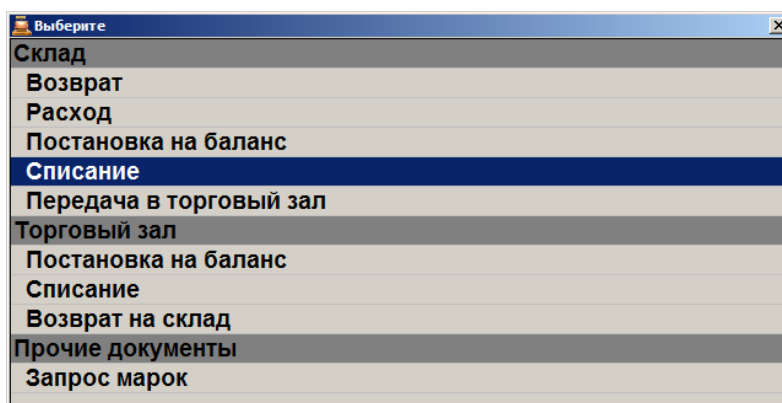 Выберите
Склад
Возврат
Расход
Постановка на баланс
Списание
Передача в торговый зал
Торговый зал
Постановка на баланс
Списание
Возврат на склад
Прочие документы
Запрос марок